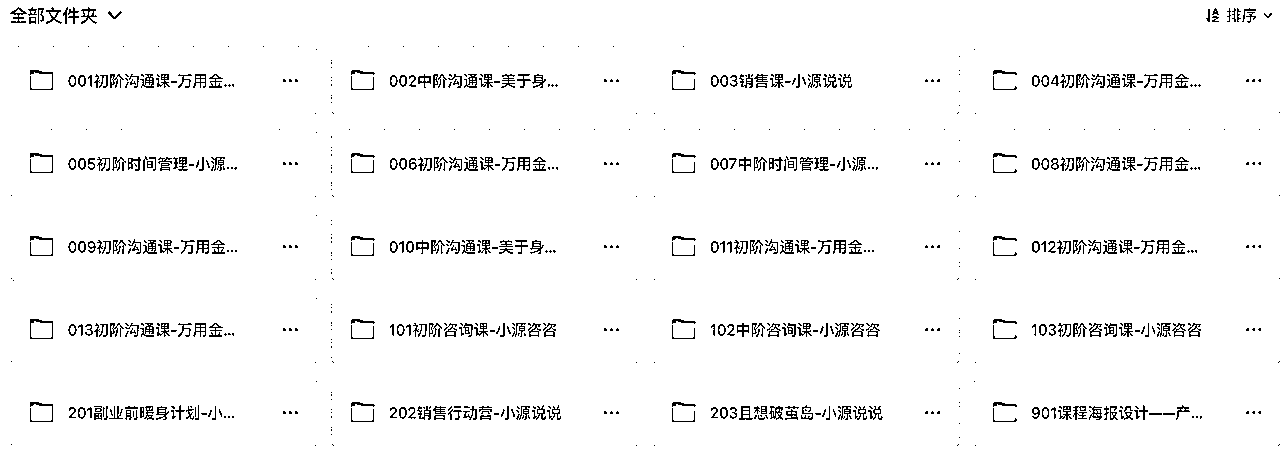 全部文件夹
排序
001初阶沟通课-万用金...
002中阶沟通课-美于身...
003销售课-小源说说
004初阶沟通课-万用金...
005初阶时间管理-小源...
006初阶沟通课-万用金...
007中阶时间管理-小源...
008初阶沟通课-万用金...
009初阶沟通课-万用金...
010中阶沟通课-美于身...
011初阶沟通课-万用金...
012初阶沟通课-万用金...
013初阶沟通课-万用金...
101初阶咨询课-小源咨咨
102中阶咨询课-小源咨咨
103初阶咨询课-小源咨咨
201副业前暖身计划-小...
202销售行动营-小源说说
203且想破茧岛-小源说说
901课程海报设计——产...